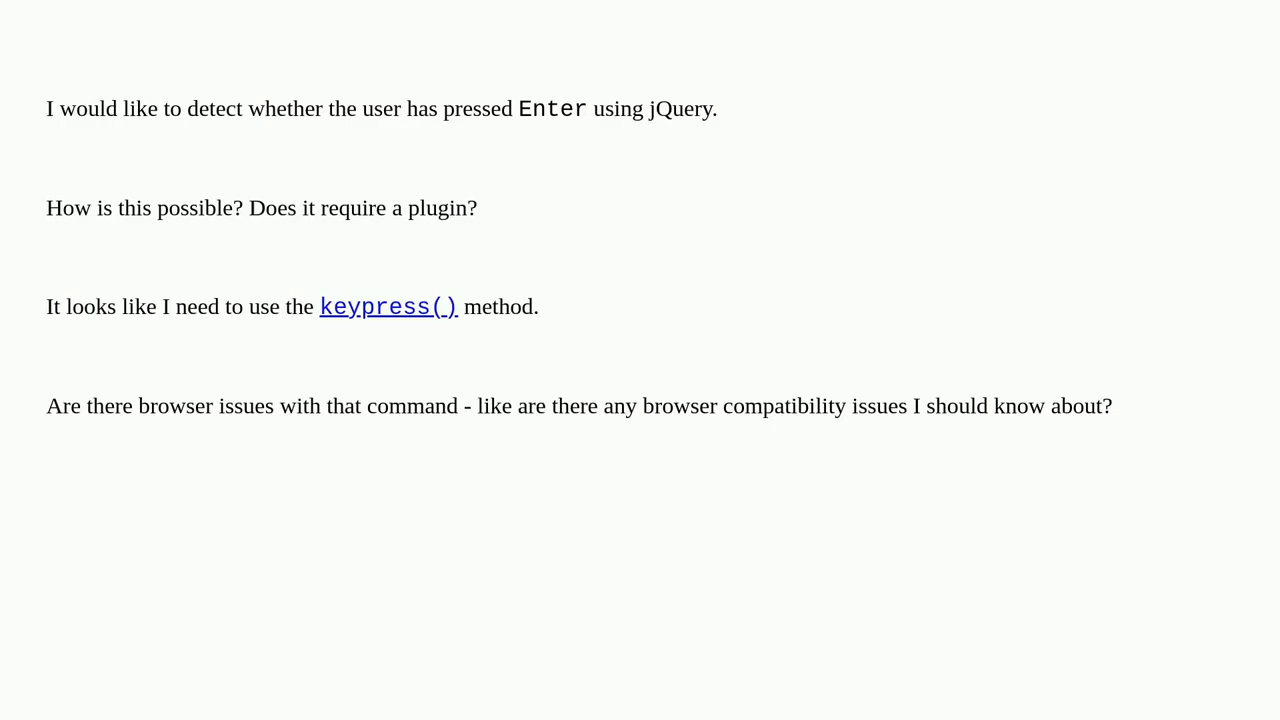 I would like to detect whether the user has pressed Enter using jQuery.
How is this possible? Does it require a plugin?
It looks like I need to use the keypress() method.
Are there browser issues with that command - like are there any browser compatibility issues I should know about?